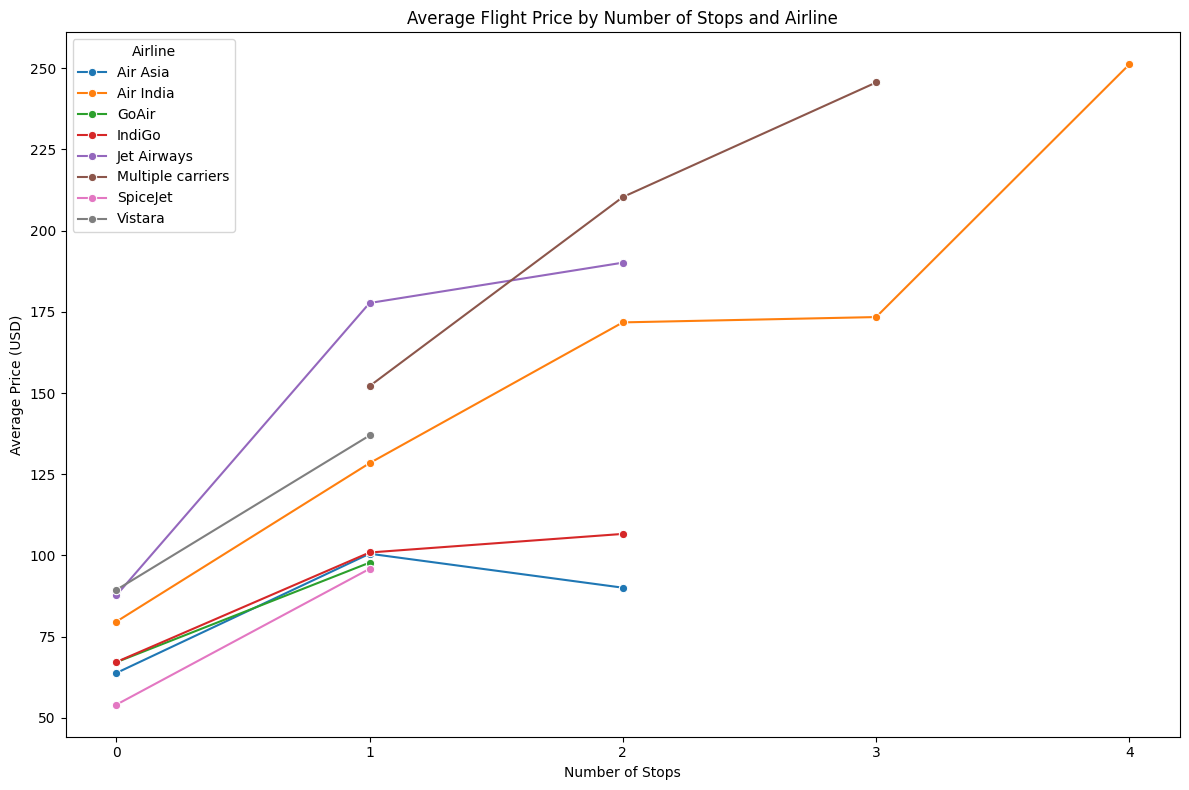 Average Flight Price by Number of Stops and Airline
Airline
Air Asia
Air India
GoAir
IndiGo
Jet Airways
Multiple carriers
SpiceJet
Vistara
Average Price (USD)
250
225
200
175
150
125
100
75
50
0 1 2 3 4
Number of Stops